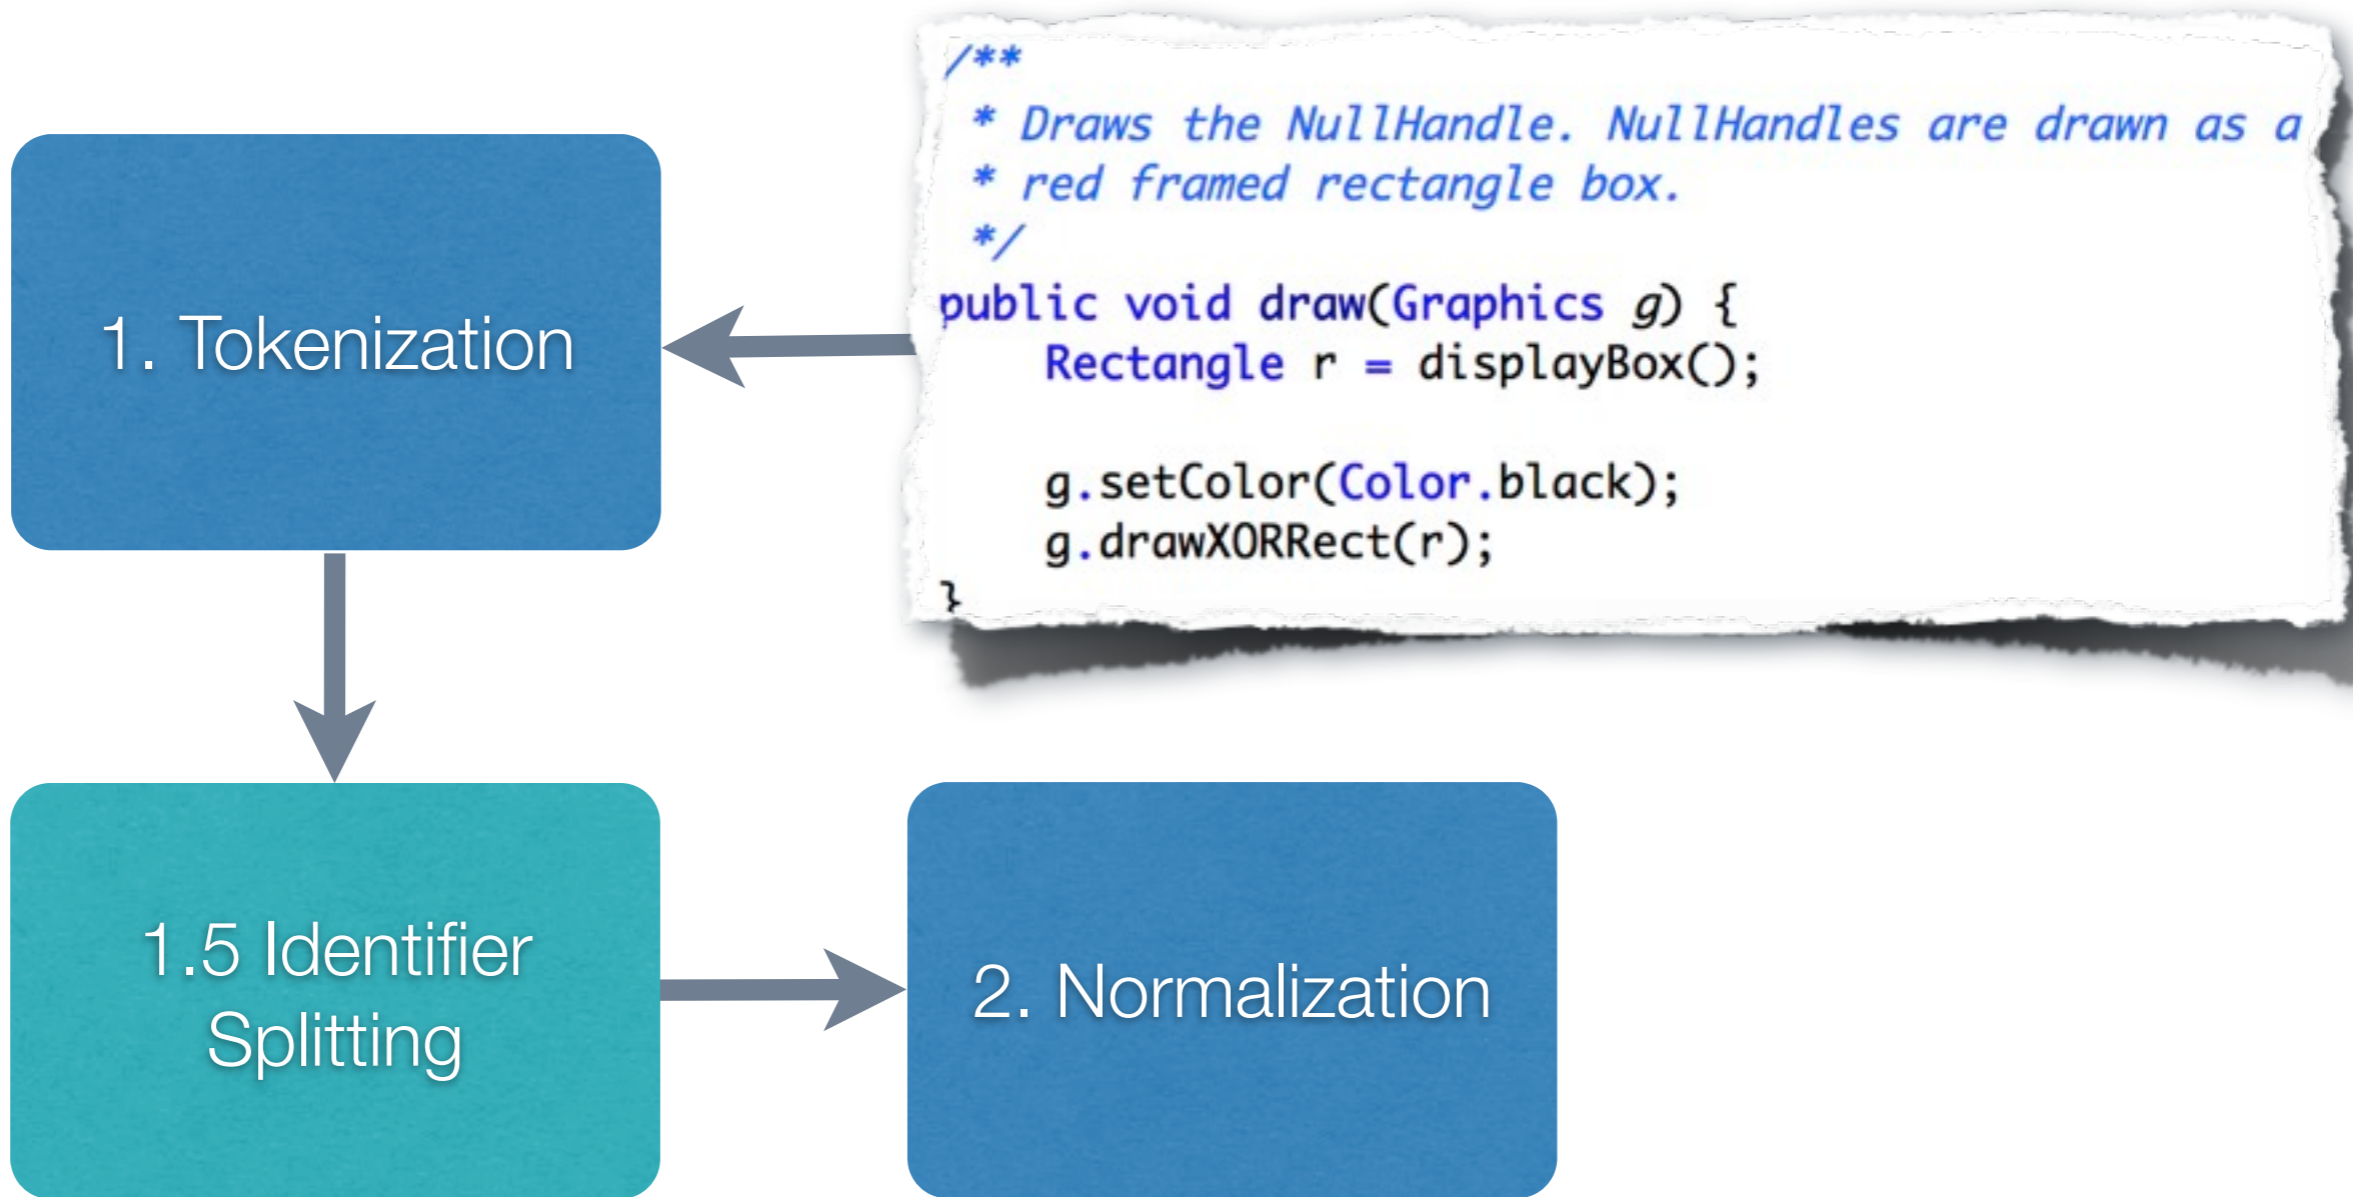 /**
 * Draws the NullHandle. NullHandles are drawn as a
 * red framed rectangle box.
 */
public void draw(Graphics g) {
    Rectangle r = displayBox();
    g.setColor(Color.black);
    g.drawXORRect(r);
}
1. Tokenization
1.5 Identifier
Splitting
2. Normalization